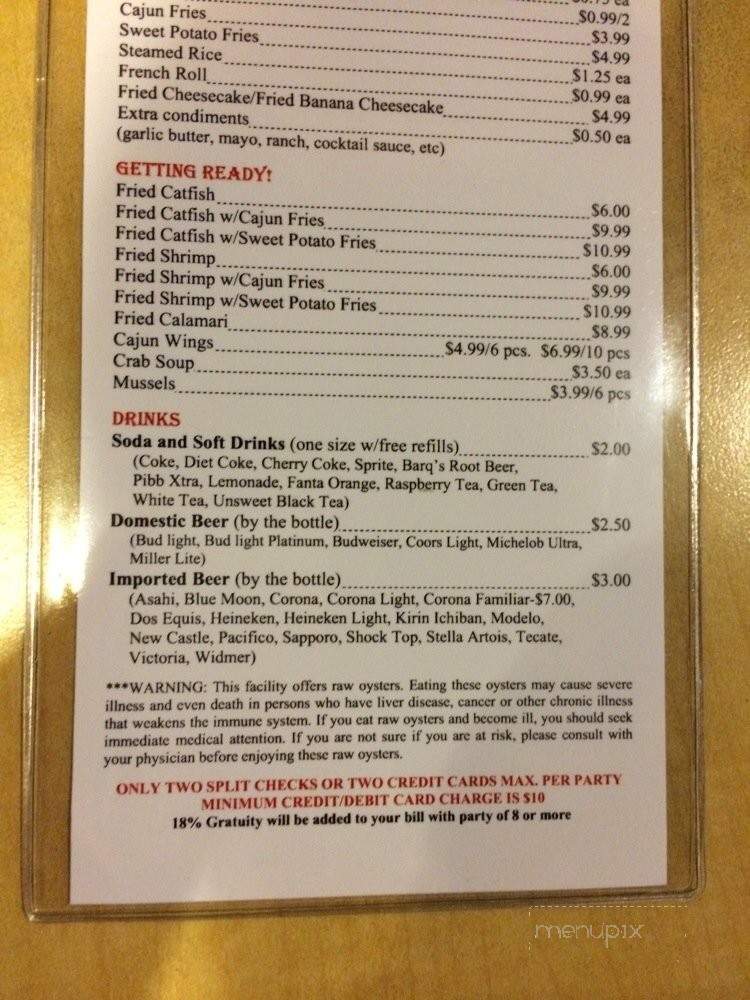 $0.99/2
Cajun Fries $3.99
Sweet Potato Fries $4.99
Steamed Rice $1.25 ea
French Roll $0.99 ea
Fried Cheesecake/Fried Banana Cheesecake $4.99
Extra condiments $0.50 ea
(garlic butter, mayo, ranch, cocktail sauce, etc)
GETTING READY!
Fried Catfish $6.00
Fried Catfish w/Cajun Fries $9.99
Fried Catfish w/Sweet Potato Fries $10.99
Fried Shrimp $6.00
Fried Shrimp w/Cajun Fries $9.99
Fried Shrimp w/Sweet Potato Fries $10.99
Fried Calamari $8.99
Cajun Wings $4.99/6 pcs. $6.99/10 pcs
Crab Soup $3.50 ea
Mussels $3.99/6 pcs
DRINKS
Soda and Soft Drinks (one size w/free refills) $2.00
(Coke, Diet Coke, Cherry Coke, Sprite, Barq's Root Beer,
Pibb Xtra, Lemonade, Fanta Orange, Raspberry Tea, Green Tea,
White Tea, Unsweet Black Tea)
Domestic Beer (by the bottle) $2.50
(Bud light, Bud light Platinum, Budweiser, Coors Light, Michelob Ultra,
Miller Lite)
Imported Beer (by the bottle) $3.00
(Asahi, Blue Moon, Corona, Corona Light, Corona Familiar-$7.00,
Dos Equis, Heineken, Heineken Light, Kirin Ichiban, Modelo,
New Castle, Pacifico, Sapporo, Shock Top, Stella Artois, Tecate,
Victoria, Widmer)
***WARNING: This facility offers raw oysters. Eating these oysters may cause severe
illness and even death in persons who have liver disease, cancer or other chronic illness
that weakens the immune system. If you eat raw oysters and become ill, you should seek
immediate medical attention. If you are not sure if you are at risk, please consult with
your physician before enjoying these raw oysters.
ONLY TWO SPLIT CHECKS OR TWO CREDIT CARDS MAX. PER PARTY
MINIMUM CREDIT/DEBIT CARD CHARGE IS $10
18% Gratuity will be added to your bill with party of 8 or more
menupix